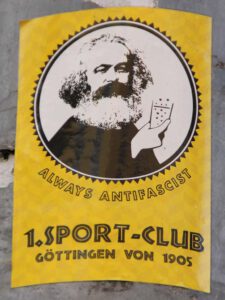 ALWAYS ANTIFASCIST
1.SPORT-CLUB
GÖTTINGEN VON 1905